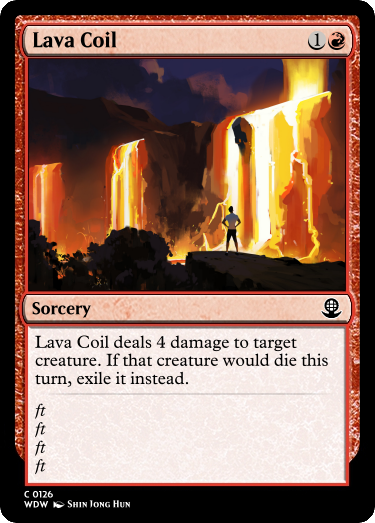 Lava Coil
1
Sorcery
Lava Coil deals 4 damage to target
creature. If that creature would die this
turn, exile it instead.
ft
ft
ft
ft
C 0126
WDW Shin Jong Hun